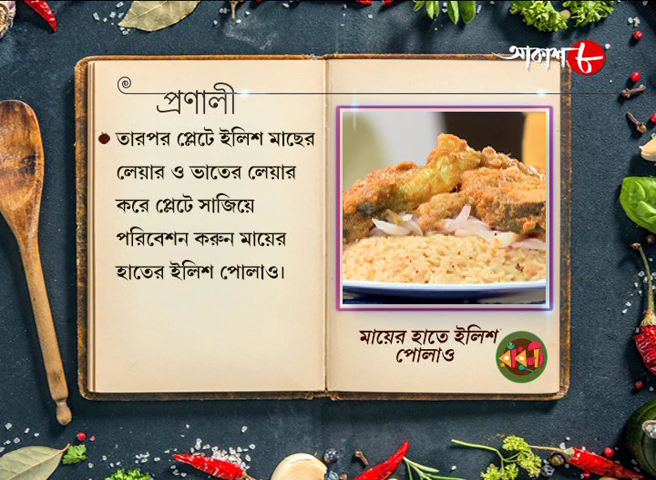 আকাশ ৮
প্রণালী
তারপর প্লেটে ইলিশ মাছের
লেয়ার ও ভাতের লেয়ার
করে প্লেটে সাজিয়ে
পরিবেশন করুন মায়ের
হাতের ইলিশ পোলাও।
মায়ের হাতে ইলিশ
পোলাও